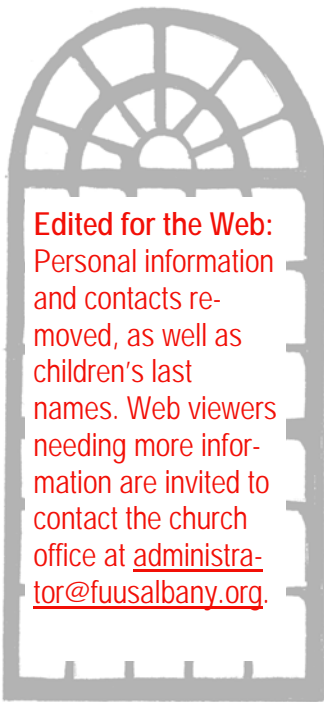 Edited for the Web:
Personal information
and contacts re-
moved, as well as
children's last
names. Web viewers
needing more infor-
mation are invited to
contact the church
office at administra-
tor@fuusalbany.org.